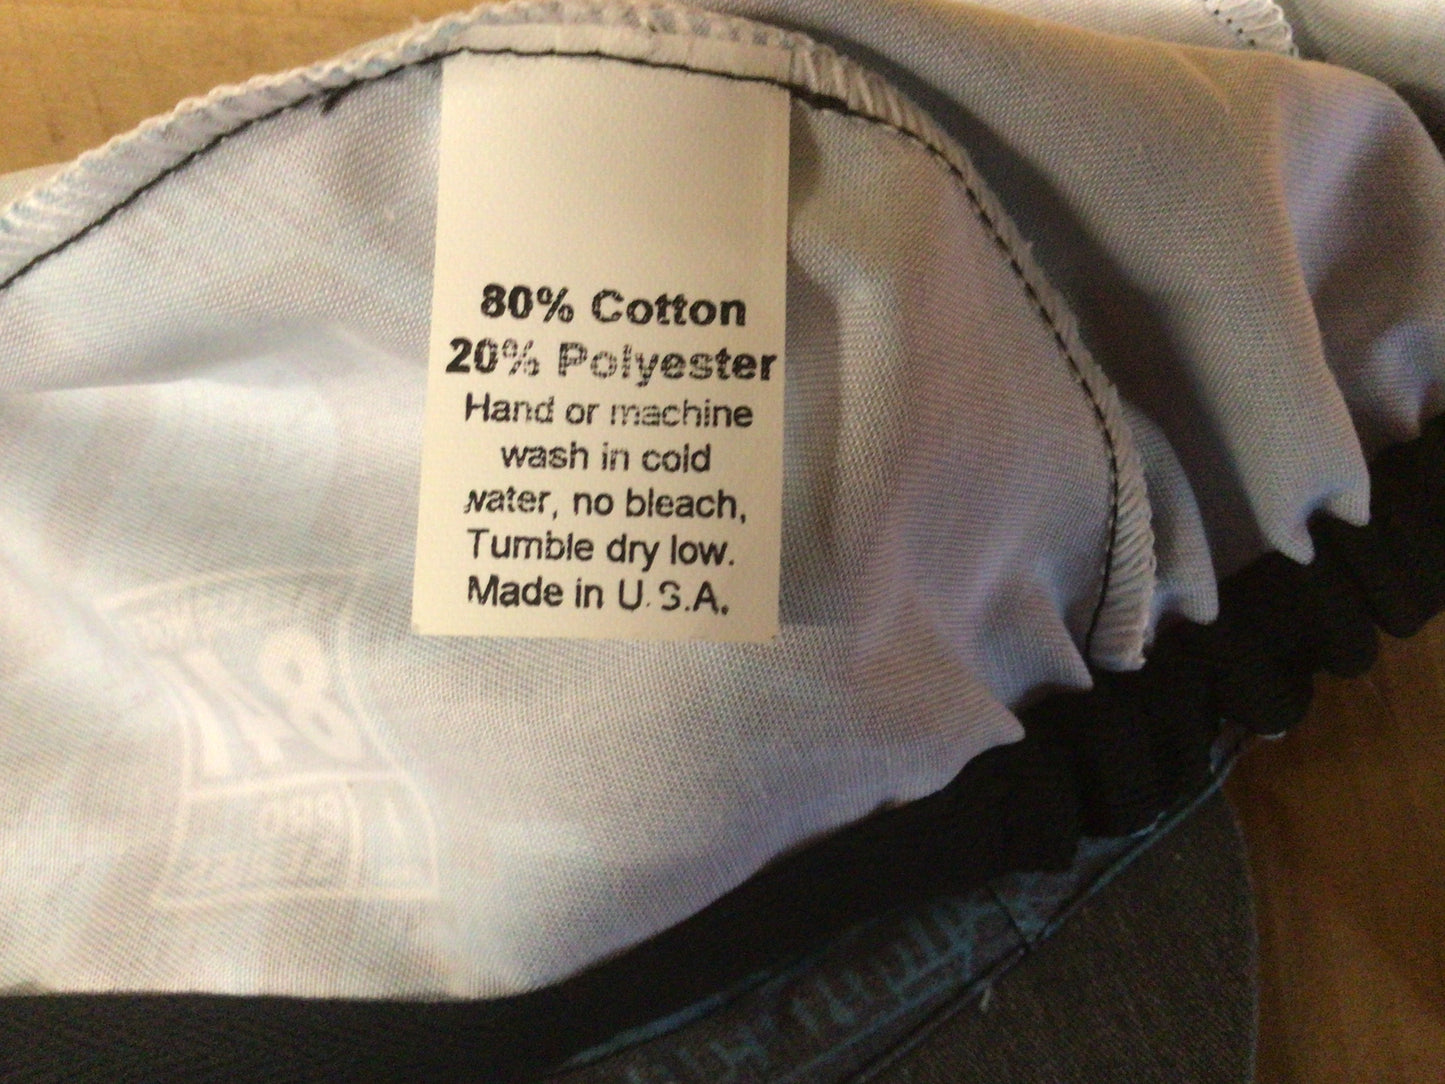 80% Cotton
20% Polyester
Hand or machine
wash in cold
water, no bleach,
Tumble dry low.
Made in U.S.A.